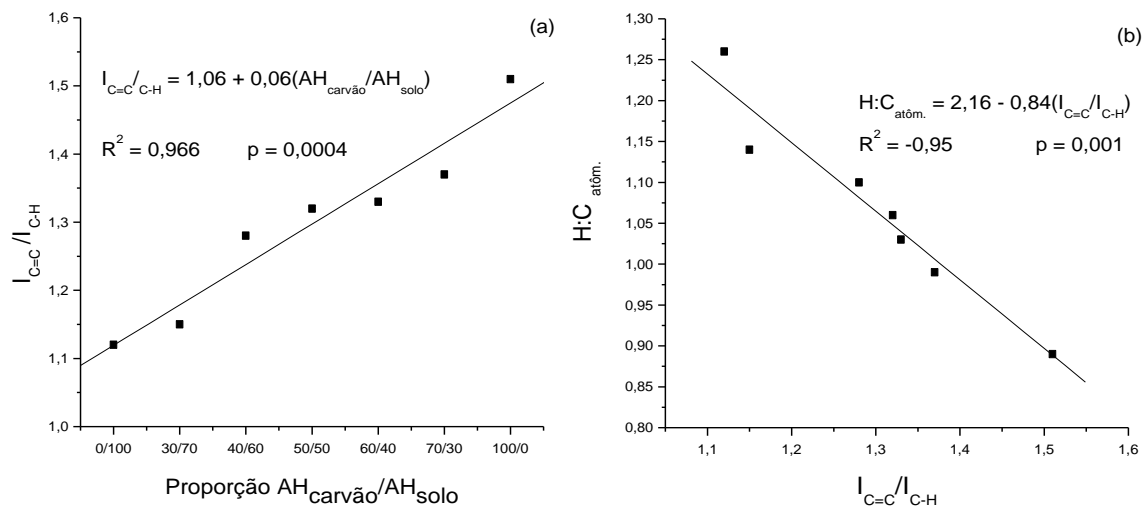 (a)
I_C=C/_C-H = 1,06 + 0,06(AH_carvão/AH_solo)
R² = 0,966 p = 0,0004
I_C=C/I_C-H
1,6
1,5
1,4
1,3
1,2
1,1
1,0
0/100 30/70 40/60 50/50 60/40 70/30 100/0
Proporção AH_carvão/AH_solo
(b)
H:C_atôm. = 2,16 - 0,84(I_C=C/I_C-H)
R² = -0,95 p = 0,001
H:C atôm.
1,30
1,25
1,20
1,15
1,10
1,05
1,00
0,95
0,90
0,85
0,80
1,1 1,2 1,3 1,4 1,5 1,6
I_C=C/I_C-H